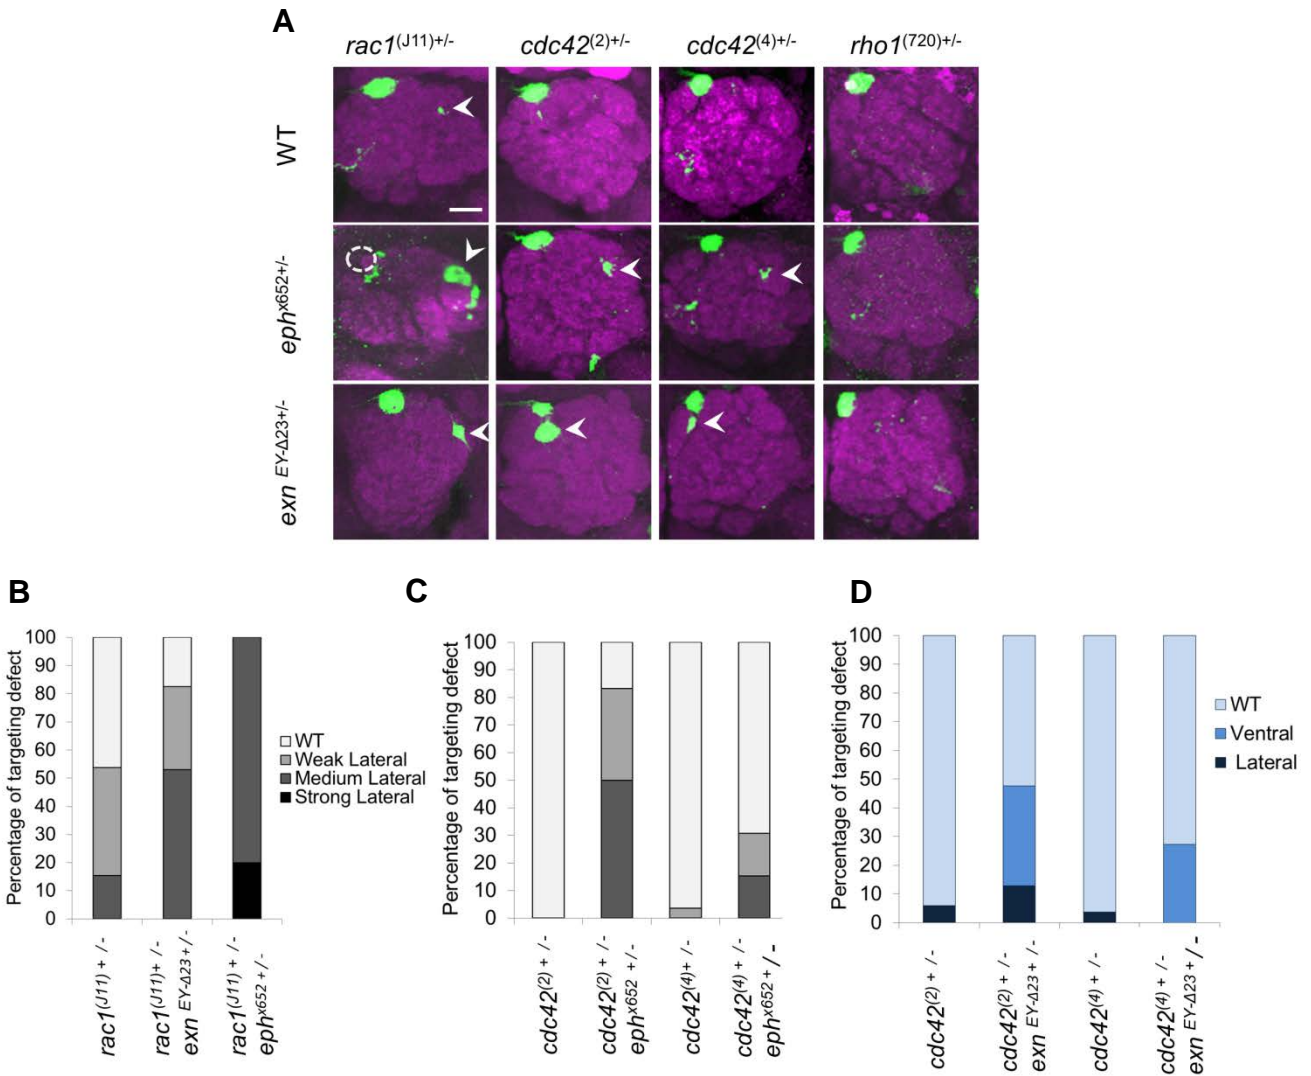 A
rac1(J11)+/- cdc42(2)+/- cdc42(4)+/- rho1(720)+/-
WT
ephx652+/-
exn EY-Δ23+/-
B
C
D
Percentage of targeting defect
100
90
80
70
60
50
40
30
20
10
0
WT
Weak Lateral
Medium Lateral
Strong Lateral
rac1(J11)+/-
rac1(J11)+/-
exn EY-Δ23+/-
rac1(J11)+/-
ephx652+/-
Percentage of targeting defect
100
90
80
70
60
50
40
30
20
10
0
cdc42(2)+/-
cdc42(2)+/-
ephx652 +/-
cdc42(4)+/-
cdc42(4)+/-
ephx652+/-
Percentage of targeting defect
100
90
80
70
60
50
40
30
20
10
0
WT
Ventral
Lateral
cdc42(2)+/-
cdc42(2)+/-
exn EY-Δ23+/-
cdc42(4)+/-
cdc42(4)+/-
exn EY-Δ23+/-